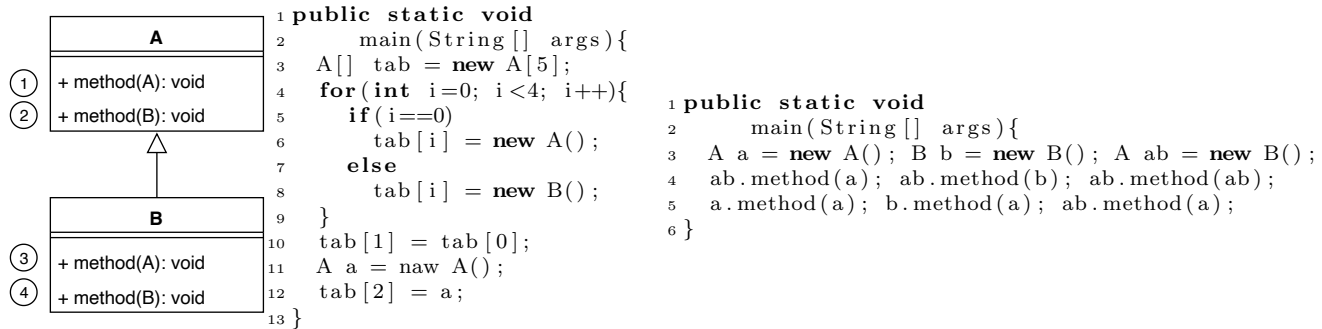 A
① + method(A): void
② + method(B): void
B
③ + method(A): void
④ + method(B): void
1 public static void
2 main(String[] args){
3 A[] tab = new A[5];
4 for(int i=0; i<4; i++){
5 if(i==0)
6 tab[i] = new A();
7 else
8 tab[i] = new B();
9 }
10 tab[1] = tab[0];
11 A a = naw A();
12 tab[2] = a;
13 }
1 public static void
2 main(String[] args){
3 A a = new A(); B b = new B(); A ab = new B();
4 ab.method(a); ab.method(b); ab.method(ab);
5 a.method(a); b.method(a); ab.method(a);
6 }